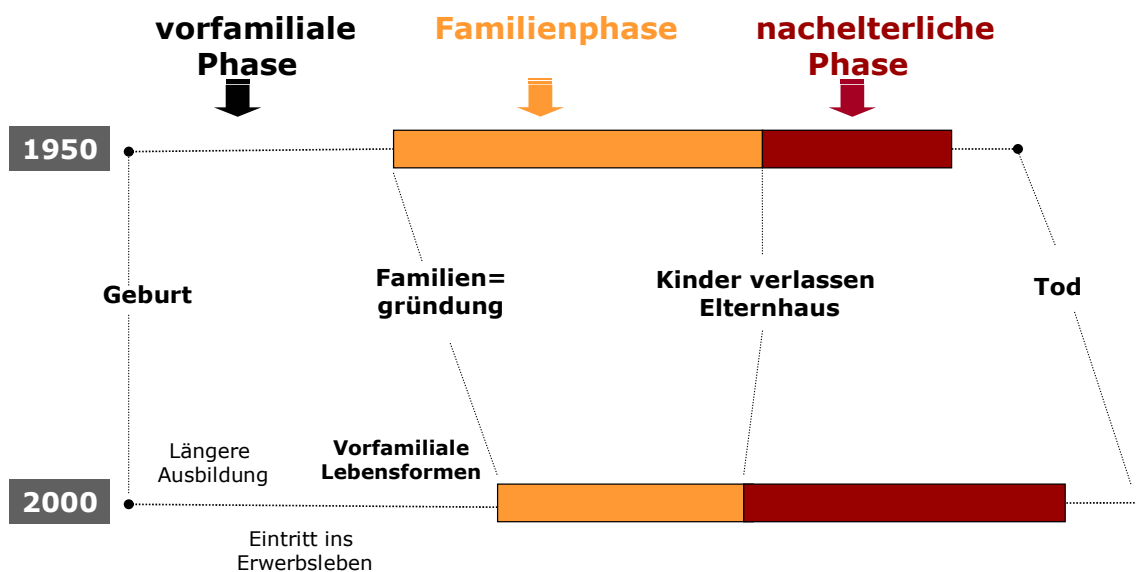 vorfamiliale
Phase
Familienphase
nachelterliche
Phase
1950
Geburt
Familien=
gründung
Kinder verlassen
Elternhaus
Tod
Längere
Ausbildung
Vorfamiliale
Lebensformen
2000
Eintritt ins
Erwerbsleben